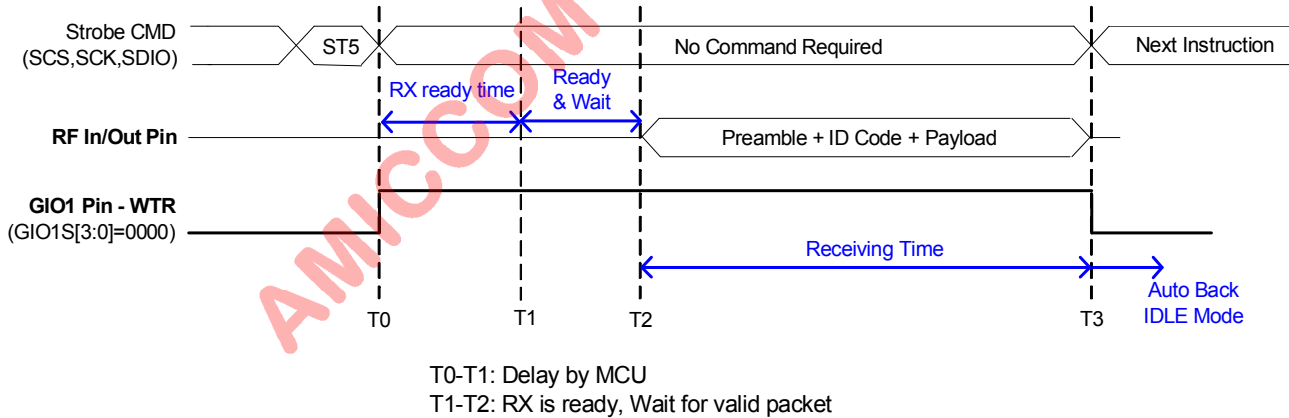 Strobe CMD
(SCS,SCK,SDIO)
ST5
No Command Required
Next Instruction
RX ready time
Ready
& Wait
RF In/Out Pin
Preamble + ID Code + Payload
GIO1 Pin - WTR
(GIO1S[3:0]=0000)
Receiving Time
Auto Back
IDLE Mode
T0
T1
T2
T3
T0-T1: Delay by MCU
T1-T2: RX is ready, Wait for valid packet
AMICCOM